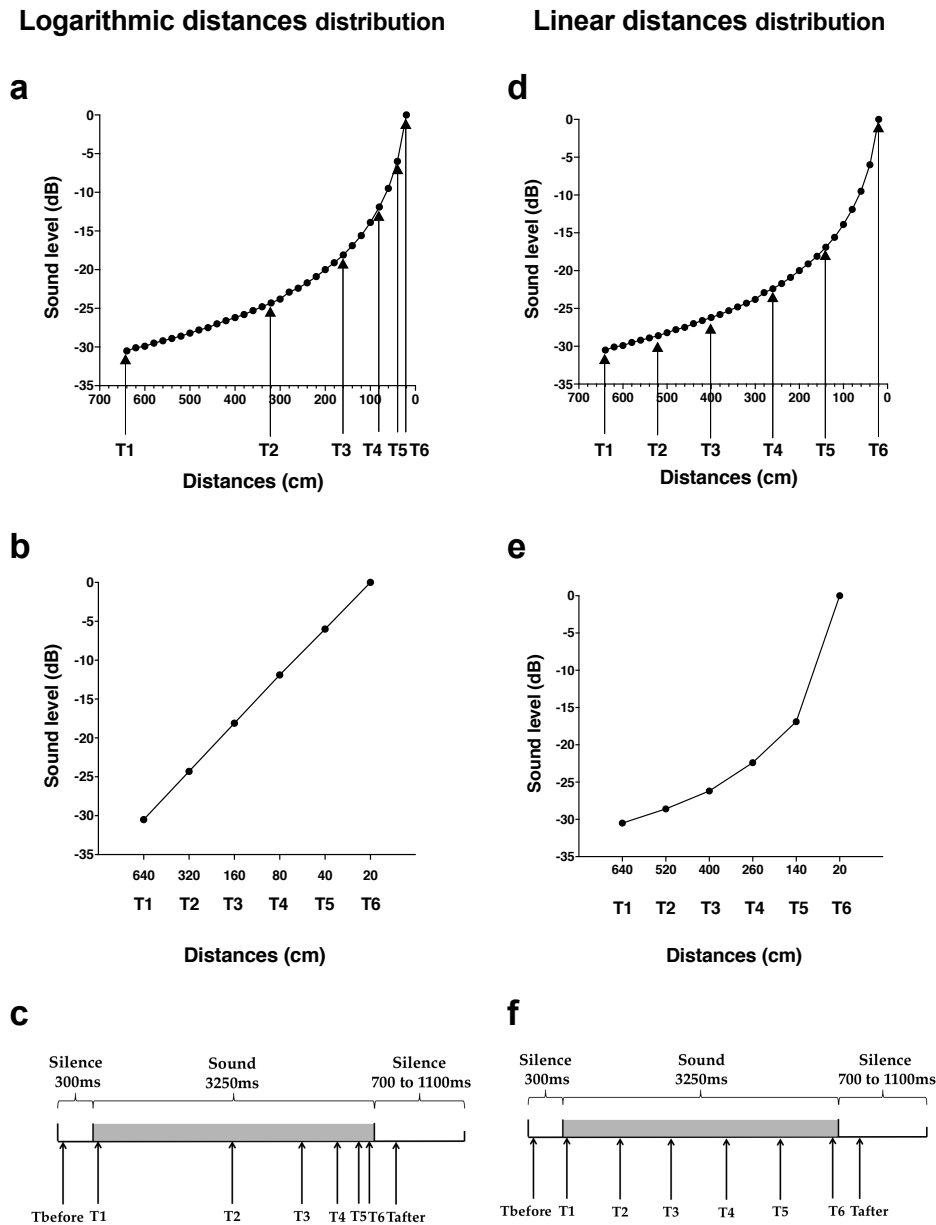 Logarithmic distances distribution
Linear distances distribution
a
0
-5
-10
-15
-20
-25
-30
-35
Sound level (dB)
700 600 500 400 300 200 100 0
T1 T2 T3 T4 T5 T6
Distances (cm)
d
0
-5
-10
-15
-20
-25
-30
-35
Sound level (dB)
700 600 500 400 300 200 100 0
T1 T2 T3 T4 T5 T6
Distances (cm)
b
0
-5
-10
-15
-20
-25
-30
-35
Sound level (dB)
640 320 160 80 40 20
T1 T2 T3 T4 T5 T6
Distances (cm)
e
0
-5
-10
-15
-20
-25
-30
-35
Sound level (dB)
640 520 400 260 140 20
T1 T2 T3 T4 T5 T6
Distances (cm)
c
Silence Sound Silence
300ms 3250ms 700 to 1100ms
Tbefore T1 T2 T3 T4 T5 T6 Tafter
f
Silence Sound Silence
300ms 3250ms 700 to 1100ms
Tbefore T1 T2 T3 T4 T5 T6 Tafter